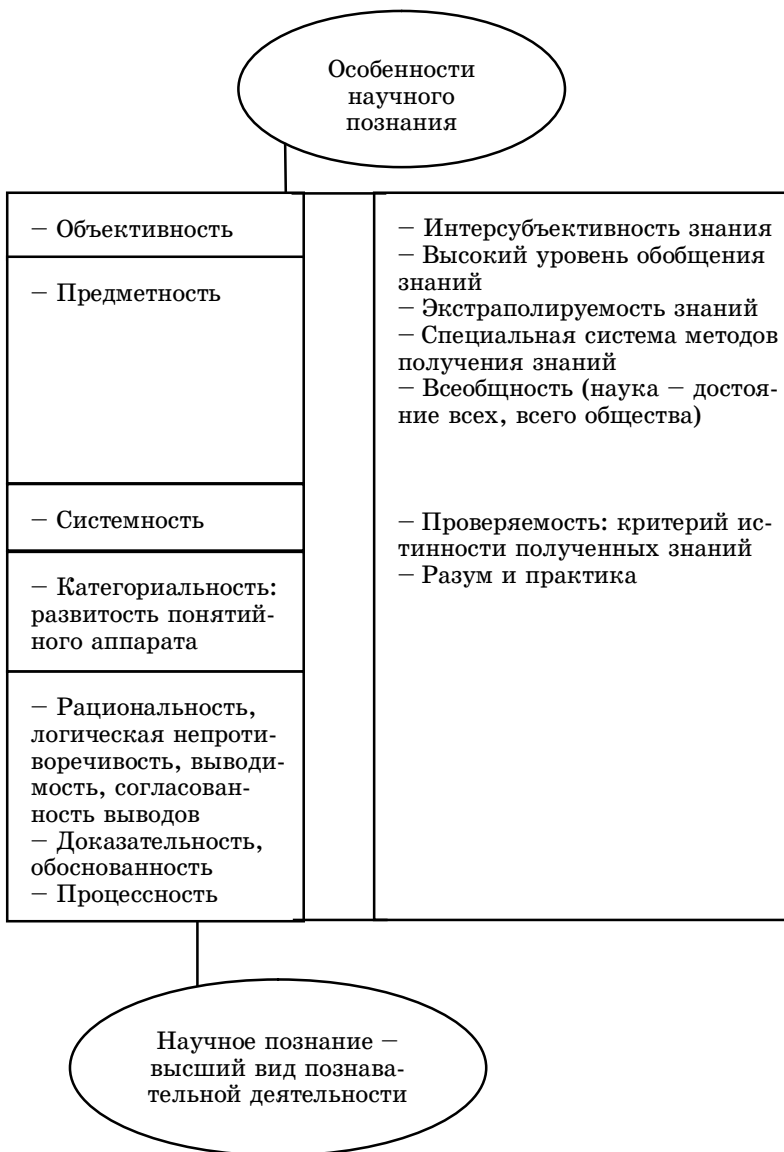 Особенности
научного
познания
– Объективность
– Предметность
– Системность
– Категориальность:
развитость понятий-
ного аппарата
– Рациональность,
логическая непроти-
воречивость, выводи-
мость, согласован-
ность выводов
– Доказательность,
обоснованность
– Процессность
– Интерсубъективность знания
– Высокий уровень обобщения
знаний
– Экстраполируемость знаний
– Специальная система методов
получения знаний
– Всеобщность (наука – достоя-
ние всех, всего общества)
– Проверяемость: критерий ис-
тинности полученных знаний
– Разум и практика
Научное познание –
высший вид познава-
тельной деятельности